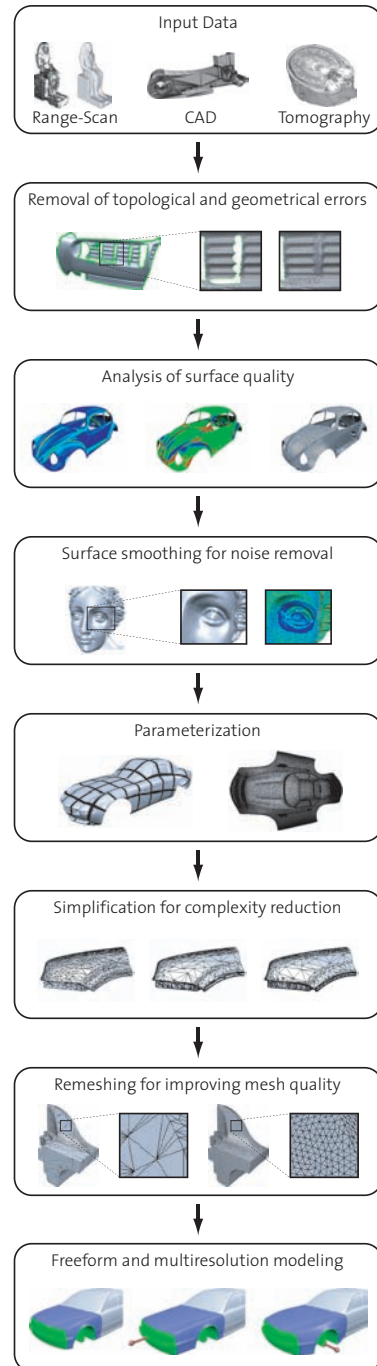 Input Data
Range-Scan CAD Tomography
Removal of topological and geometrical errors
Analysis of surface quality
Surface smoothing for noise removal
Parameterization
Simplification for complexity reduction
Remeshing for improving mesh quality
Freeform and multiresolution modeling